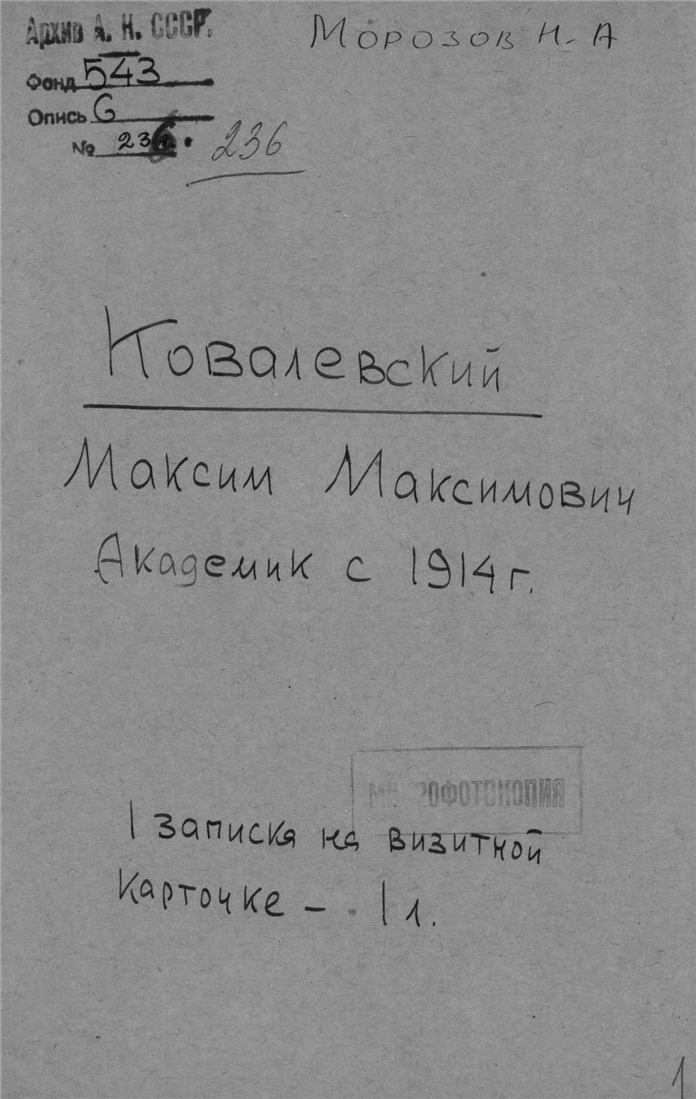 Архив А. Н. СССР.
Морозов Н. А
Фонд 543
Опись 6
№ 236.
236
Ковалевский
Максим Максимович
Академик с 1914 г.
1 записка на визитной
карточке – 1 л.
1